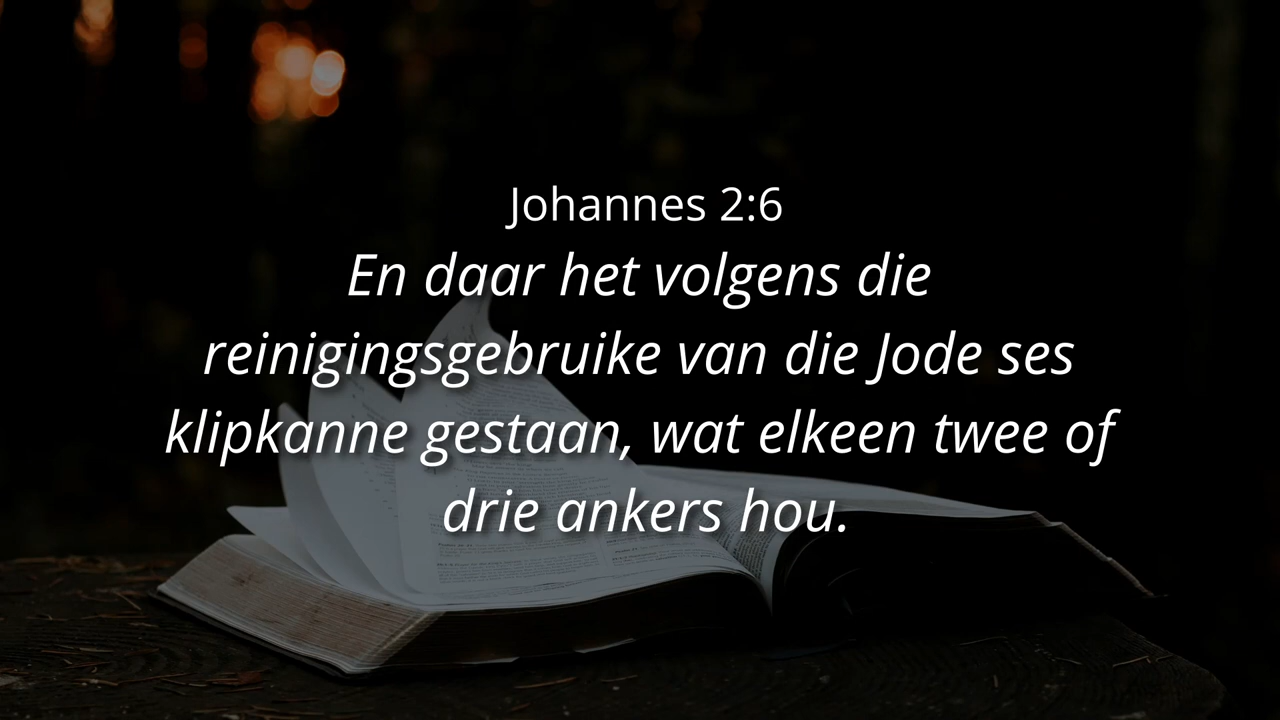 Johannes 2:6
En daar het volgens die
reinigingsgebruike van die Jode ses
klipkanne gestaan, wat elkeen twee of
drie ankers hou.